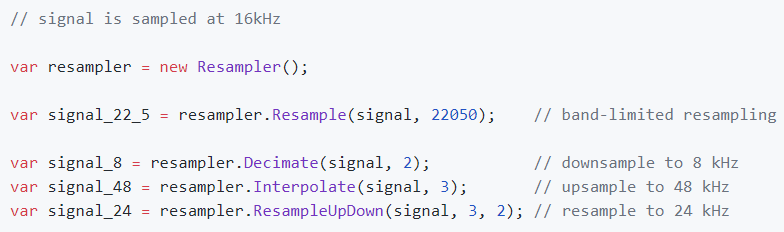 // signal is sampled at 16kHz
var resampler = new Resampler();
var signal_22_5 = resampler.Resample(signal, 22050);    // band-limited resampling
var signal_8 = resampler.Decimate(signal, 2);           // downsample to 8 kHz
var signal_48 = resampler.Interpolate(signal, 3);       // upsample to 48 kHz
var signal_24 = resampler.ResampleUpDown(signal, 3, 2); // resample to 24 kHz